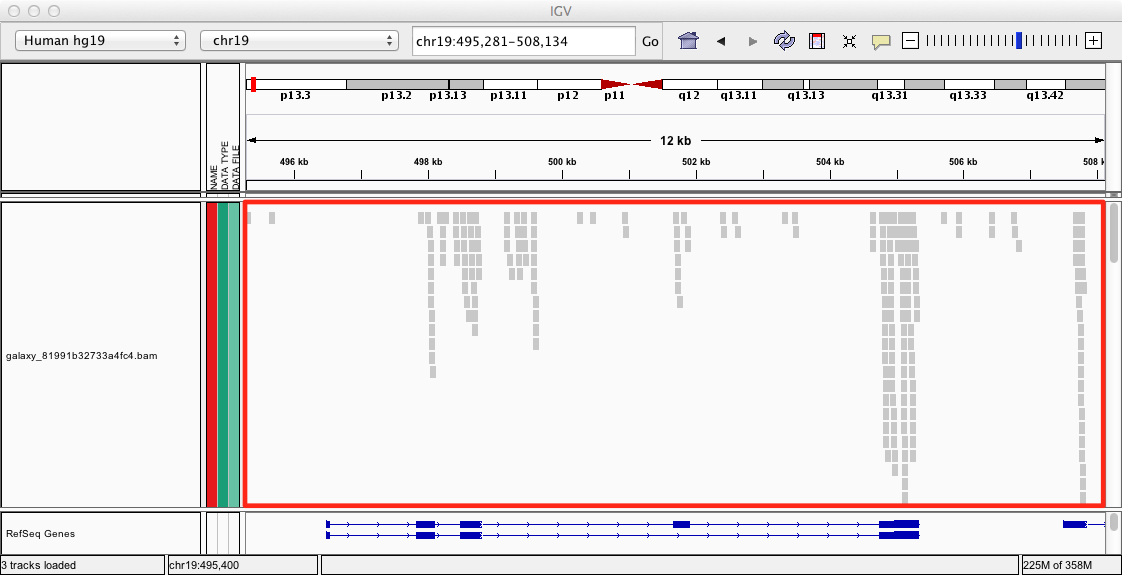 IGV
Human hg19 chr19 chr19:495,281-508,134 Go
p13.3 p13.2 p13.13 p13.11 p12 p11 q12 q13.11 q13.13 q13.31 q13.33 q13.42
12 kb
496 kb 498 kb 500 kb 502 kb 504 kb 506 kb 508 k
NAME
DATA TYPE
DATA FILE
galaxy_81991b32733a4fc4.bam
RefSeq Genes
3 tracks loaded chr19:495,400 225M of 358M